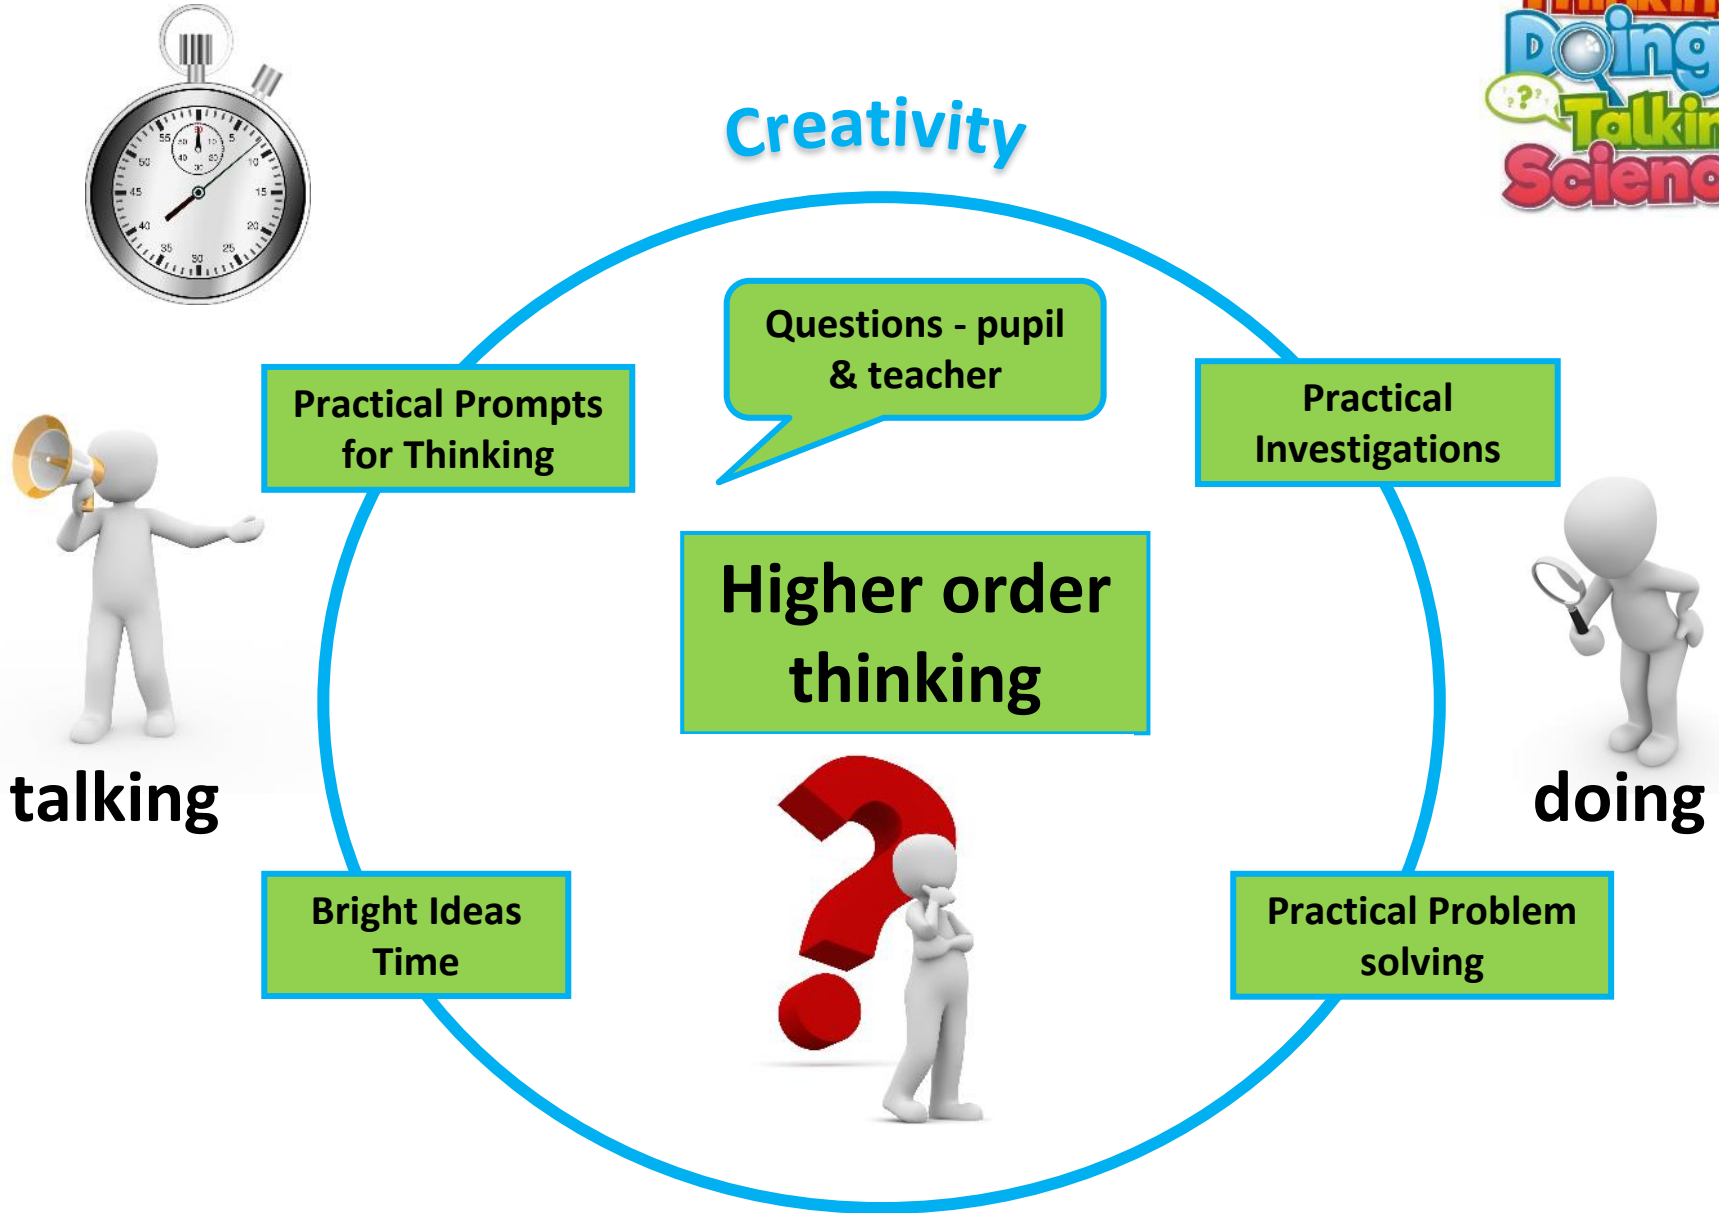 Creativity
Doing
Questions - pupil
& teacher
Practical Prompts
for Thinking
Practical
Investigations
Higher order
thinking
talking
doing
Bright Ideas
Time
Practical Problem
solving